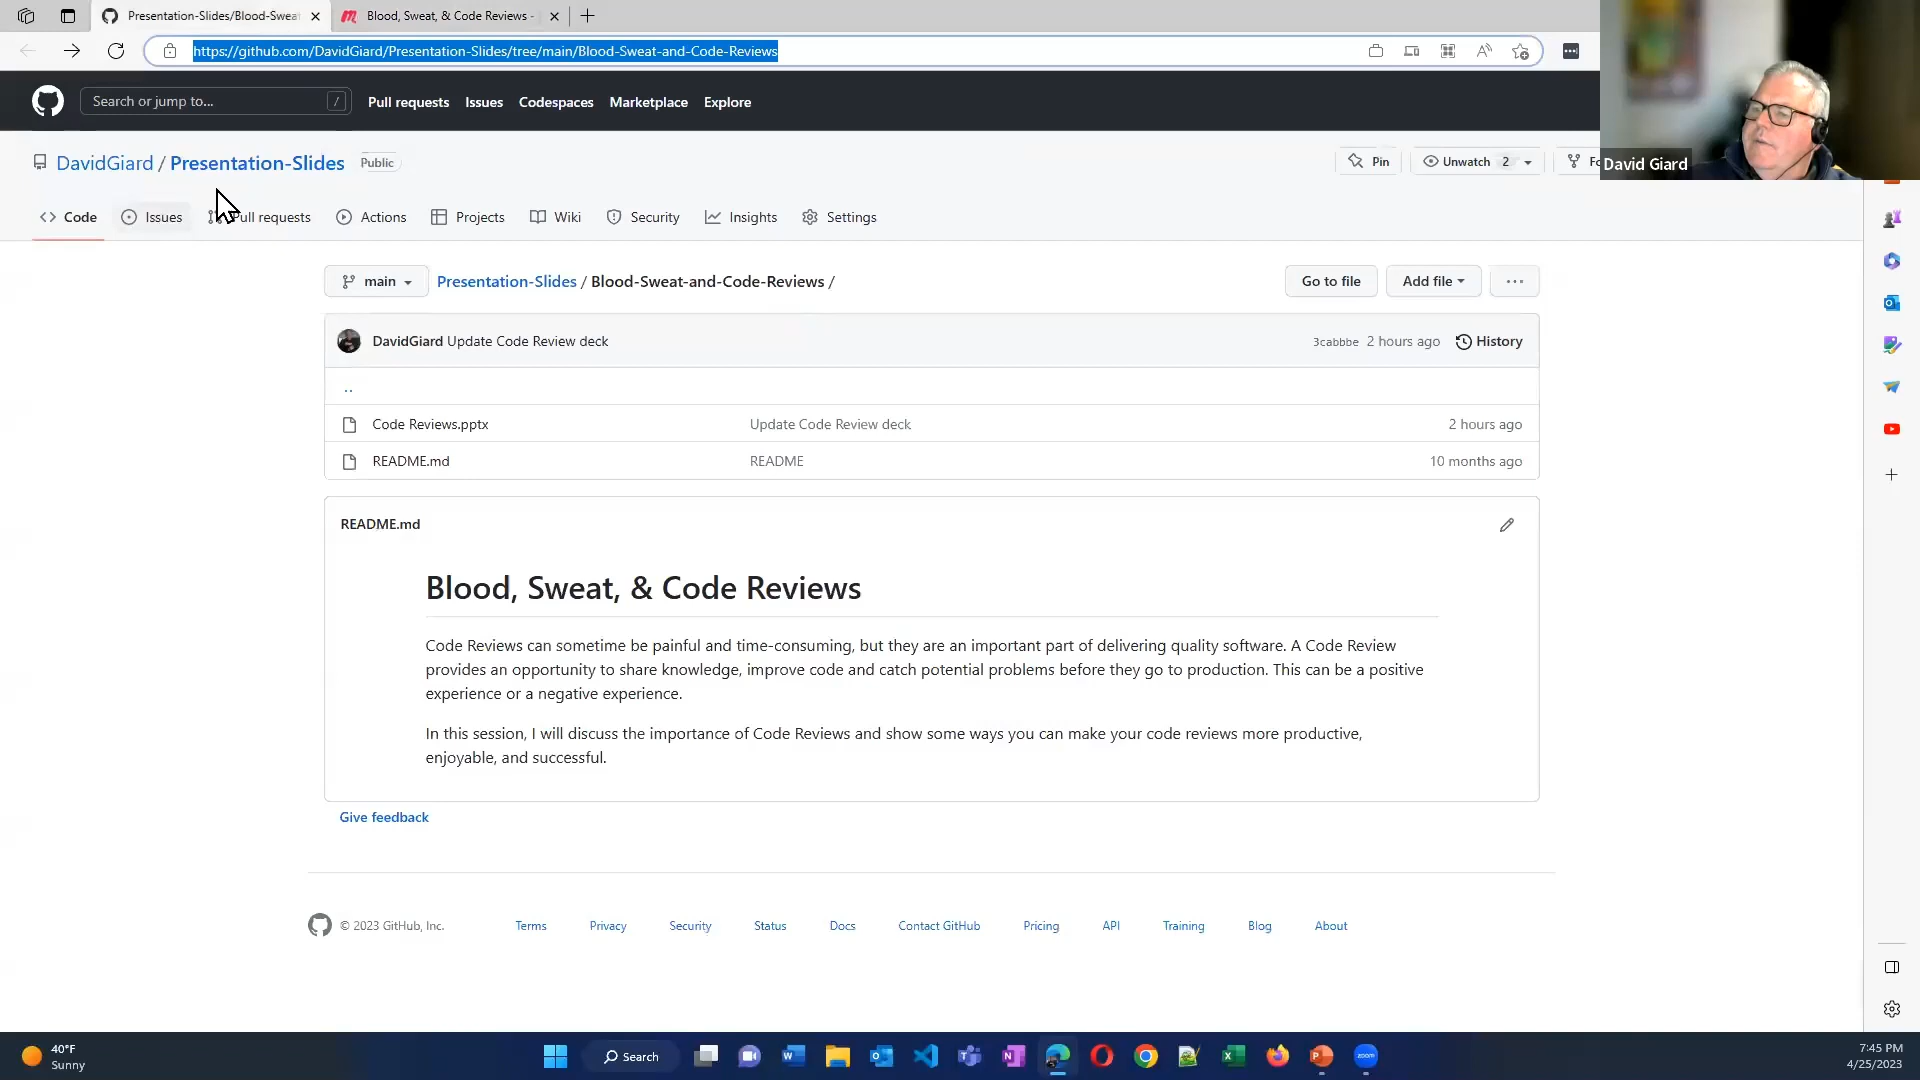 Presentation-Slides/Blood-Sweat
Blood, Sweat, & Code Reviews -
https://github.com/DavidGiard/Presentation-Slides/tree/main/Blood-Sweat-and-Code-Reviews
Search or jump to... /
Pull requests Issues Codespaces Marketplace Explore
DavidGiard / Presentation-Slides Public
Pin Unwatch 2
David Giard
Code Issues Pull requests Actions Projects Wiki Security Insights Settings
main Presentation-Slides / Blood-Sweat-and-Code-Reviews / Go to file Add file ...
DavidGiard Update Code Review deck 3cabbbe 2 hours ago History
..
Code Reviews.pptx Update Code Review deck 2 hours ago
README.md README 10 months ago
README.md
Blood, Sweat, & Code Reviews
Code Reviews can sometime be painful and time-consuming, but they are an important part of delivering quality software. A Code Review
provides an opportunity to share knowledge, improve code and catch potential problems before they go to production. This can be a positive
experience or a negative experience.
In this session, I will discuss the importance of Code Reviews and show some ways you can make your code reviews more productive,
enjoyable, and successful.
Give feedback
© 2023 GitHub, Inc. Terms Privacy Security Status Docs Contact GitHub Pricing API Training Blog About
40°F
Sunny
Search
zoom
7:45 PM
4/25/2023